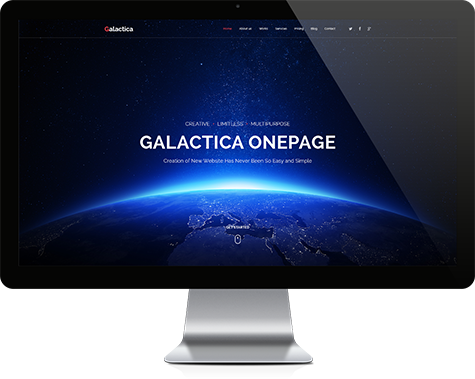 Galactica
Home About us Works Services Pricing Blog Contact
CREATIVE · LIMITLESS · MULTIPURPOSE
GALACTICA ONEPAGE
Creation of New Website Has Never Been So Easy and Simple